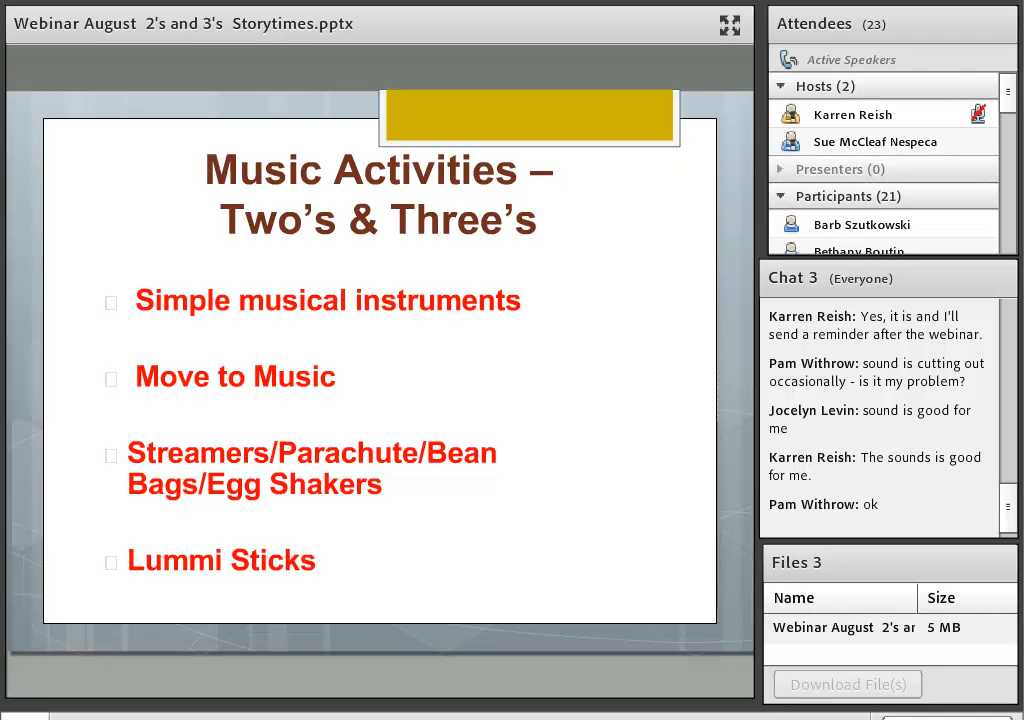 Webinar August  2's and 3's  Storytimes.pptx
Music Activities –
Two’s & Three’s
Simple musical instruments
Move to Music
Streamers/Parachute/Bean
Bags/Egg Shakers
Lummi Sticks
Attendees (23)
Active Speakers
Hosts (2)
Karren Reish
Sue McCleaf Nespeca
Presenters (0)
Participants (21)
Barb Szutkowski
Bethany Boutin
Chat 3 (Everyone)
Karren Reish: Yes, it is and I'll
send a reminder after the webinar.
Pam Withrow: sound is cutting out
occasionally - is it my problem?
Jocelyn Levin: sound is good for
me
Karren Reish: The sounds is good
for me.
Pam Withrow: ok
Files 3
Name Size
Webinar August  2's ar 5 MB
Download File(s)